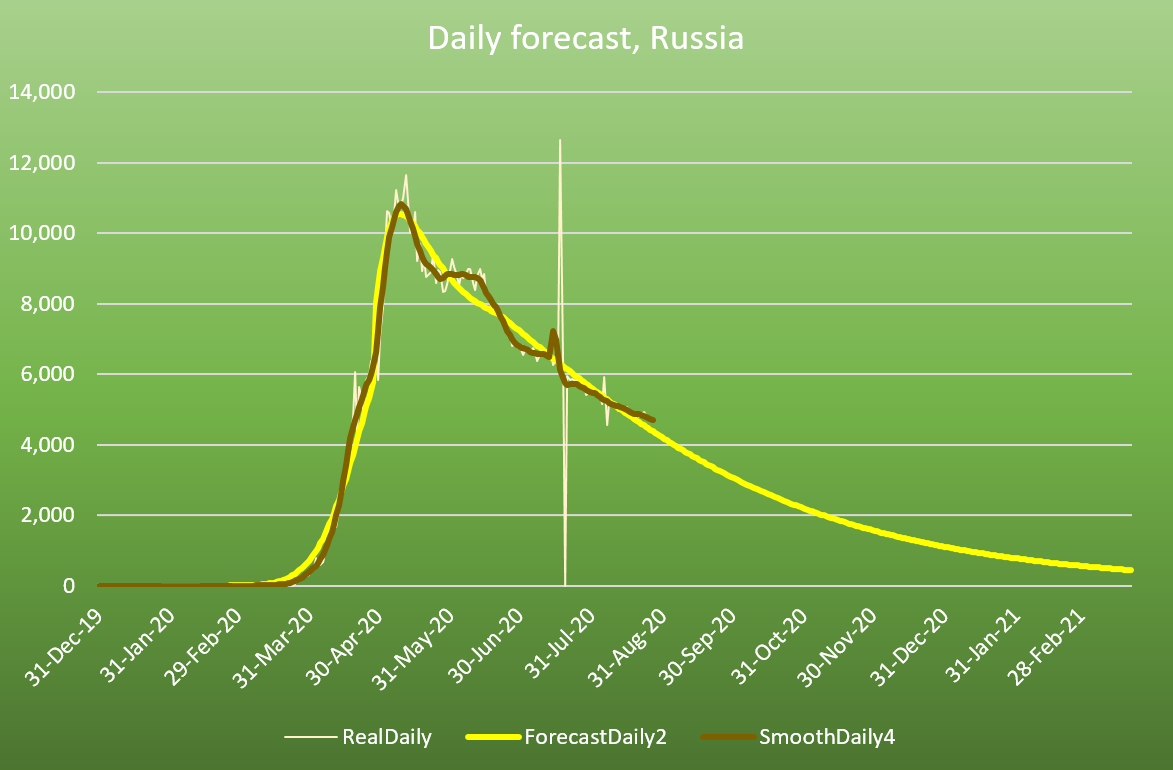 Daily forecast, Russia
14,000
12,000
10,000
8,000
6,000
4,000
2,000
0
31-Dec-19
31-Jan-20
29-Feb-20
31-Mar-20
30-Apr-20
31-May-20
30-Jun-20
31-Jul-20
31-Aug-20
30-Sep-20
31-Oct-20
30-Nov-20
31-Dec-20
31-Jan-21
28-Feb-21
RealDaily ForecastDaily2 SmoothDaily4